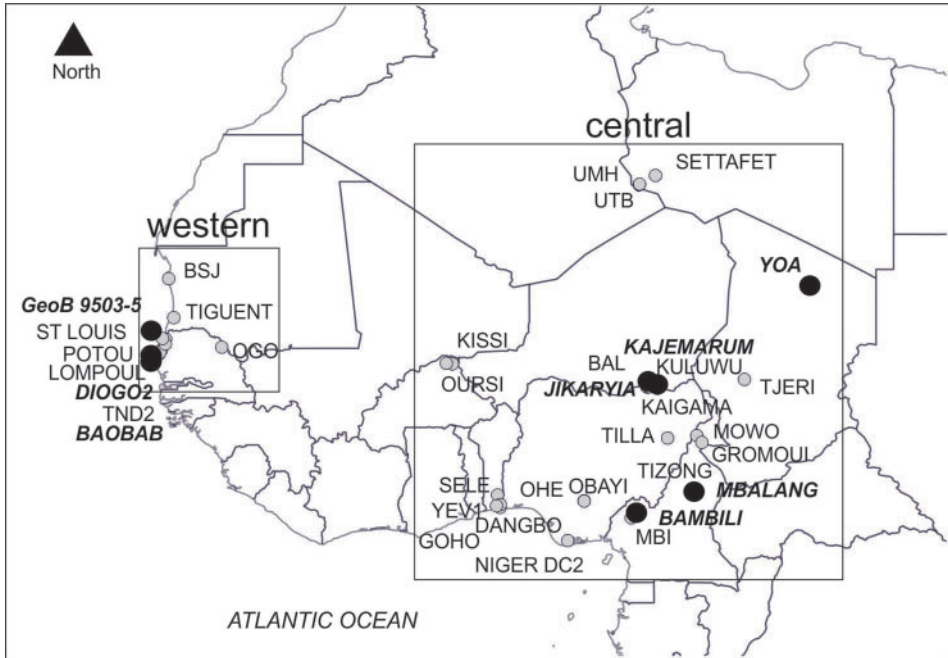 North
central
SETTAFET
UMH
UTB
western
BSJ
YOA
GeoB 9503-5
TIGUENT
ST LOUIS
OGO
KISSI
KAJEMARUM
POTOU
BAL
KULUWU
LOMPOUL
OURSI
JIKARYIA
TJERI
DIOGO2
KAIGAMA
TND2
MOWO
BAOBAB
TILLA
GROMOUI
TIZONG
SELE
OHE
OBAYI
MBALANG
YEV1
DANGBO
BAMBILI
GOHO
MBI
NIGER DC2
ATLANTIC OCEAN